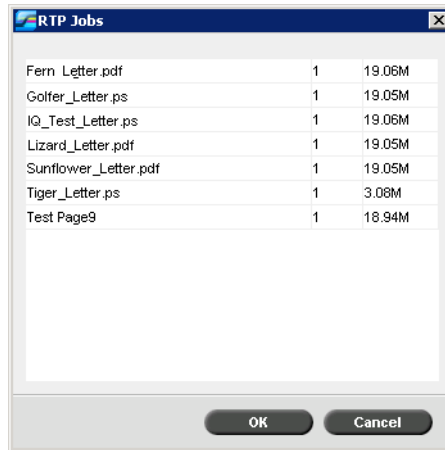 RTP Jobs
Fern Letter.pdf 1 19.06M
Golfer_Letter.ps 1 19.05M
IQ_Test_Letter.ps 1 19.06M
Lizard_Letter.pdf 1 19.05M
Sunflower_Letter.pdf 1 19.05M
Tiger_Letter.ps 1 3.08M
Test Page9 1 18.94M
OK Cancel